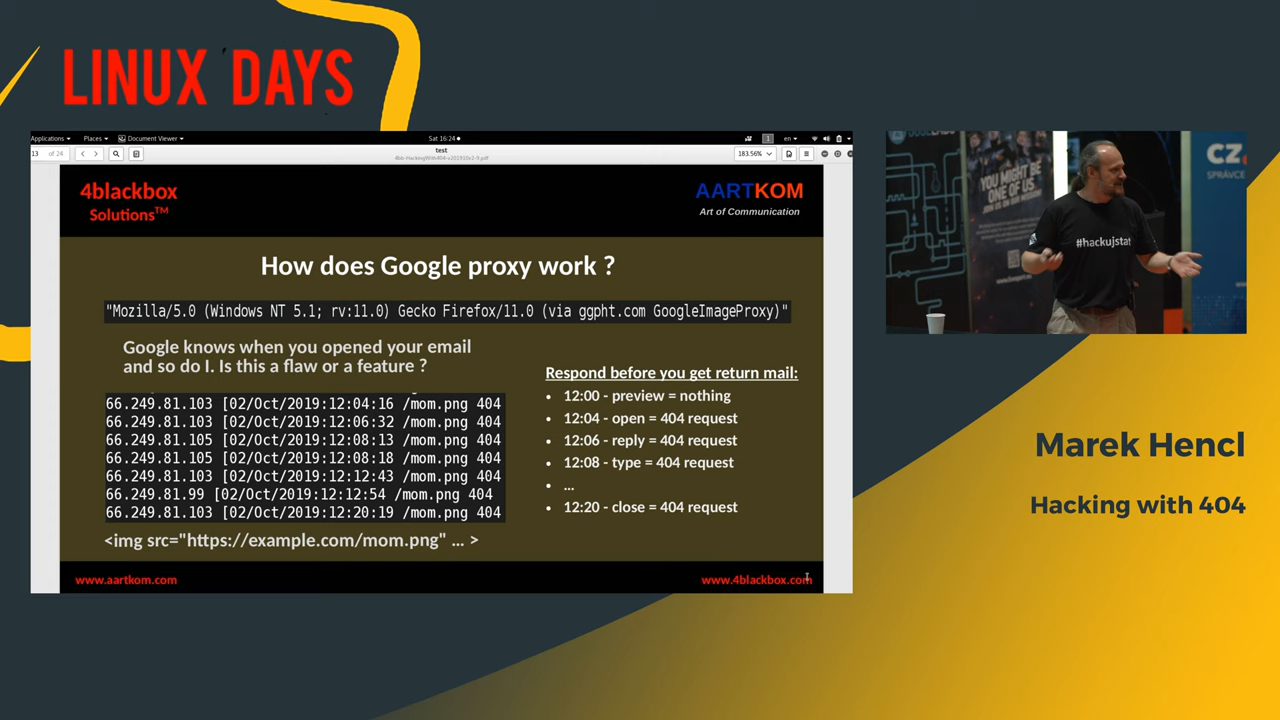 LINUX DAYS
Applications Places Document Viewer Sat 16:24 1 en
13 of 24 test 183.56%
4bb-HackingWith404-v201910v2-9.pdf
4blackbox
Solutions™
AARTKOM
Art of Communication
How does Google proxy work ?
"Mozilla/5.0 (Windows NT 5.1; rv:11.0) Gecko Firefox/11.0 (via ggpht.com GoogleImageProxy)"
Google knows when you opened your email
and so do I. Is this a flaw or a feature ?
66.249.81.103 [02/Oct/2019:12:04:16 /mom.png 404
66.249.81.103 [02/Oct/2019:12:06:32 /mom.png 404
66.249.81.105 [02/Oct/2019:12:08:13 /mom.png 404
66.249.81.105 [02/Oct/2019:12:08:18 /mom.png 404
66.249.81.103 [02/Oct/2019:12:12:43 /mom.png 404
66.249.81.99 [02/Oct/2019:12:12:54 /mom.png 404
66.249.81.103 [02/Oct/2019:12:20:19 /mom.png 404
<img src="https://example.com/mom.png" ... >
Respond before you get return mail:
• 12:00 - preview = nothing
• 12:04 - open = 404 request
• 12:06 - reply = 404 request
• 12:08 - type = 404 request
• ...
• 12:20 - close = 404 request
www.aartkom.com
www.4blackbox.com
YOU MIGHT BE
ONE OF US
#hackujstat
CZ.
SPRÁVCE
Marek Hencl
Hacking with 404